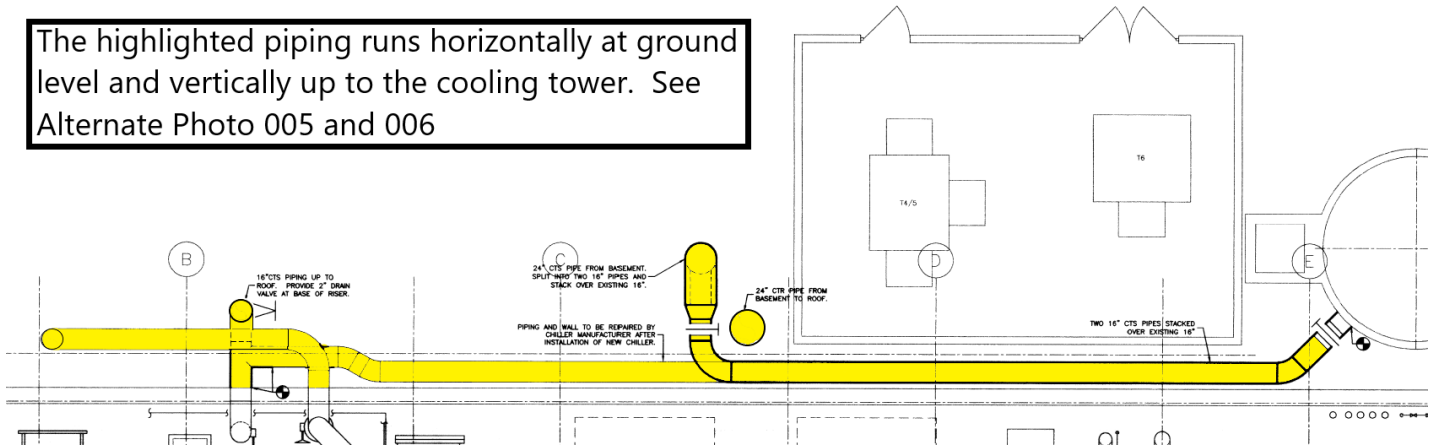 The highlighted piping runs horizontally at ground
level and vertically up to the cooling tower.  See
Alternate Photo 005 and 006
T6
T4/5
B
C
D
E
16"CTS PIPING UP TO
ROOF.  PROVIDE 2" DRAIN
VALVE AT BASE OF RISER.
24" CTS PIPE FROM BASEMENT.
SPLIT INTO TWO 16" PIPES AND
STACK OVER EXISTING 16".
24" CTR PIPE FROM
BASEMENT TO ROOF.
PIPING AND WALL TO BE REPAIRED BY
CHILLER MANUFACTURER AFTER
INSTALLATION OF NEW CHILLER.
TWO 16" CTS PIPES STACKED
OVER EXISTING 16"